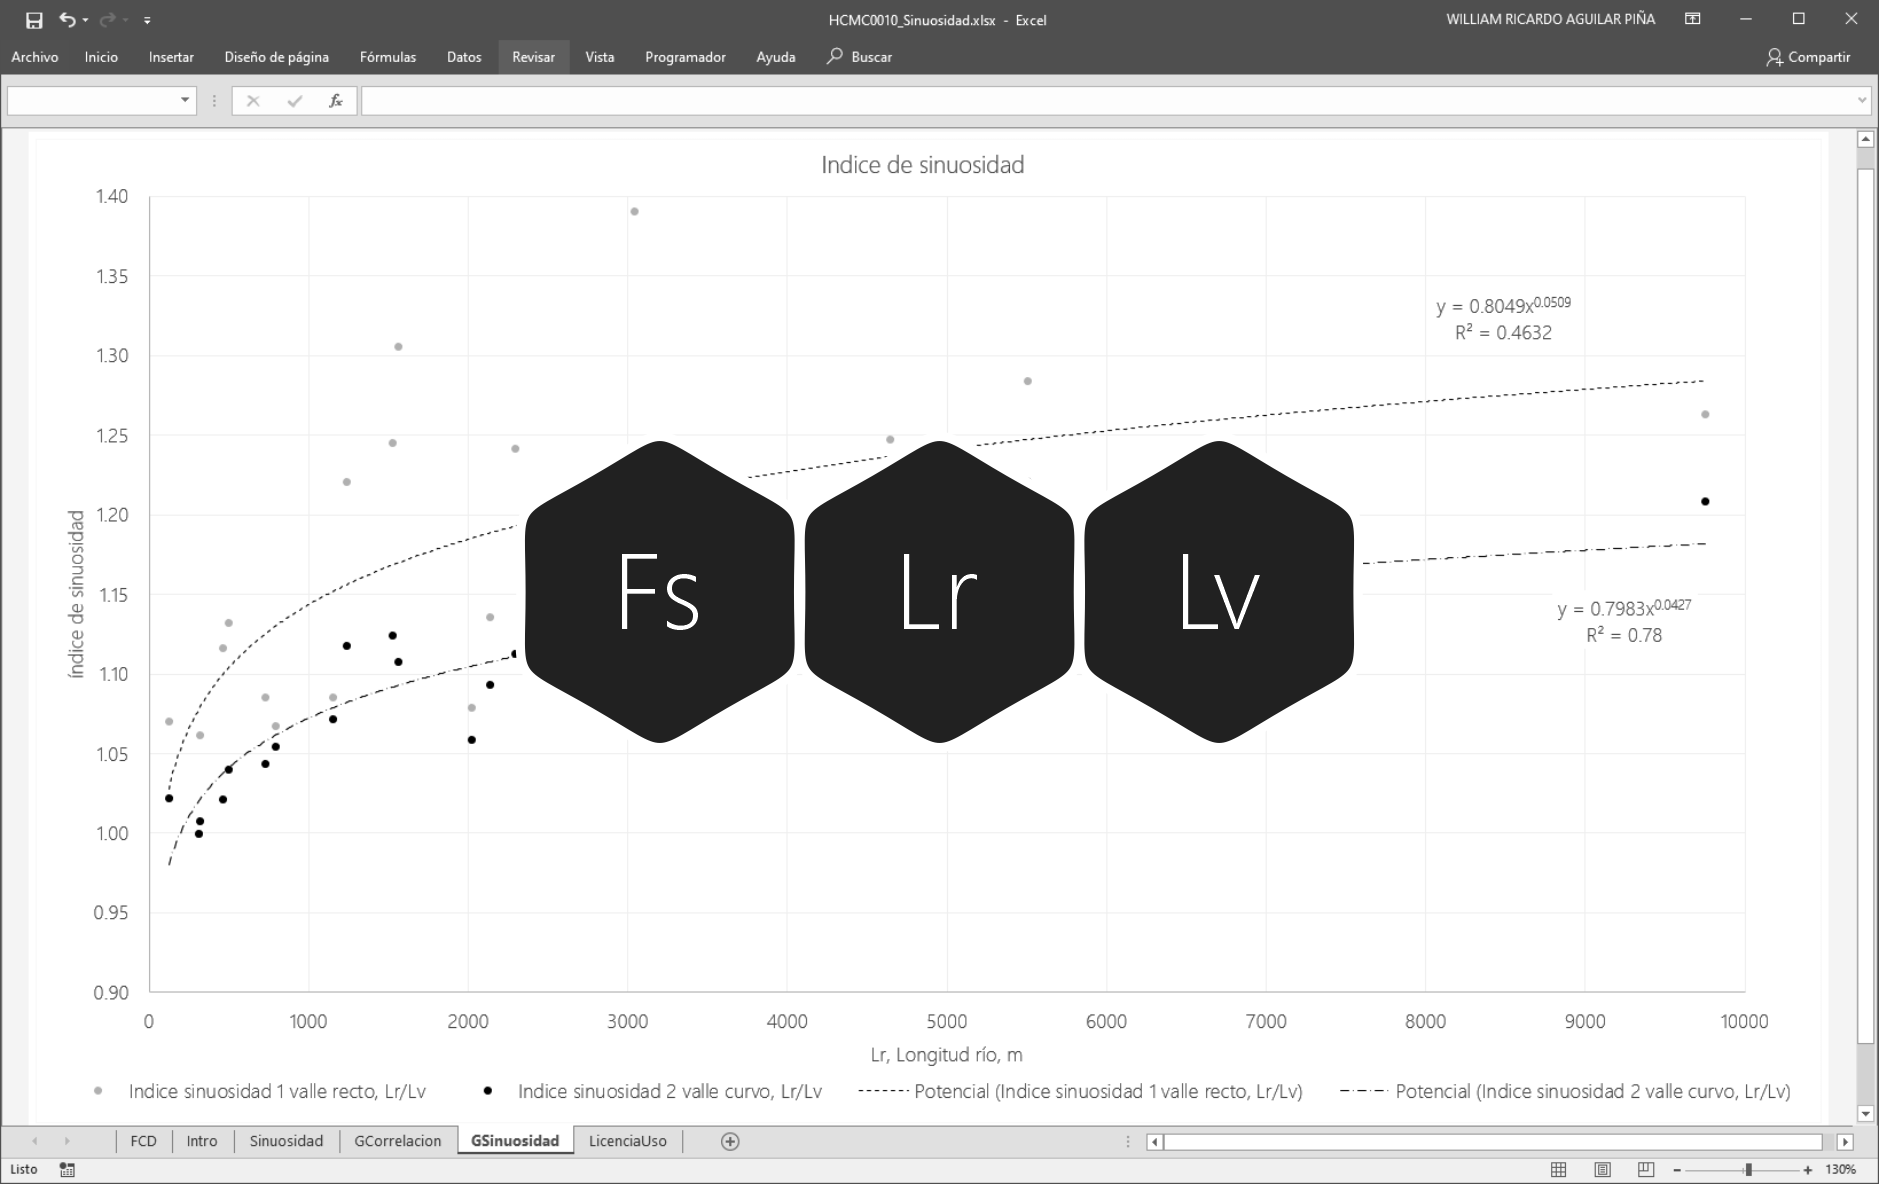 HCMC0010_Sinuosidad.xlsx - Excel
WILLIAM RICARDO AGUILAR PIÑA
Archivo Inicio Insertar Diseño de página Fórmulas Datos Revisar Vista Programador Ayuda Buscar Compartir
fx
Indice de sinuosidad
1.40
1.35
1.30
1.25
1.20
1.15
1.10
1.05
1.00
0.95
0.90
índice de sinuosidad
y = 0.8049x^0.0509
R² = 0.4632
Fs
Lr
Lv
y = 0.7983x^0.0427
R² = 0.78
0 1000 2000 3000 4000 5000 6000 7000 8000 9000 10000
Lr, Longitud río, m
Indice sinuosidad 1 valle recto, Lr/Lv Indice sinuosidad 2 valle curvo, Lr/Lv Potencial (Indice sinuosidad 1 valle recto, Lr/Lv) Potencial (Indice sinuosidad 2 valle curvo, Lr/Lv)
FCD Intro Sinuosidad GCorrelacion GSinuosidad LicenciaUso
Listo
130%